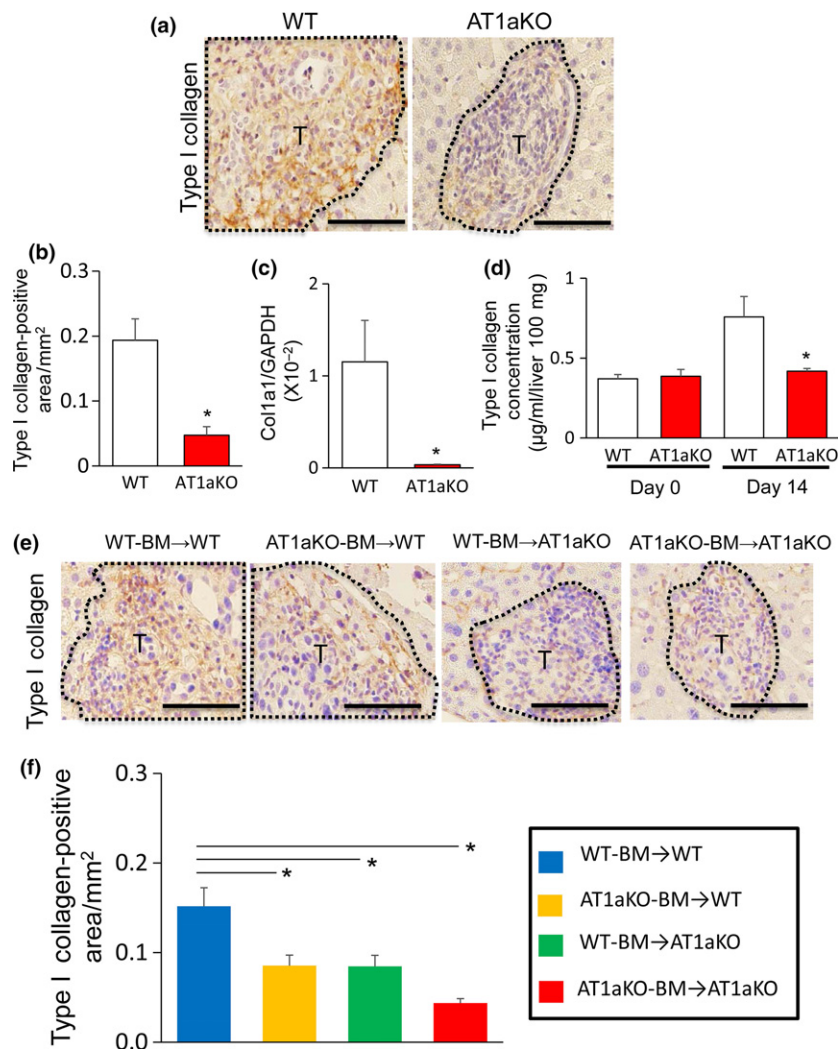 (a)
WT
AT1aKO
Type I collagen
T
T
(b)
Type I collagen-positive
area/mm²
0.3
0.2
0.1
0
*
WT
AT1aKO
(c)
Col1a1/GAPDH
(X10⁻²)
2
1
0
*
WT
AT1aKO
(d)
Type I collagen
concentration
(µg/ml/liver 100 mg)
1
0.5
0
*
WT
AT1aKO
WT
AT1aKO
Day 0
Day 14
(e)
WT-BM→WT
AT1aKO-BM→WT
WT-BM→AT1aKO
AT1aKO-BM→AT1aKO
Type I collagen
T
T
T
T
(f)
Type I collagen-positive
area/mm²
0.3
0.2
0.1
0.0
*
*
*
WT-BM→WT
AT1aKO-BM→WT
WT-BM→AT1aKO
AT1aKO-BM→AT1aKO